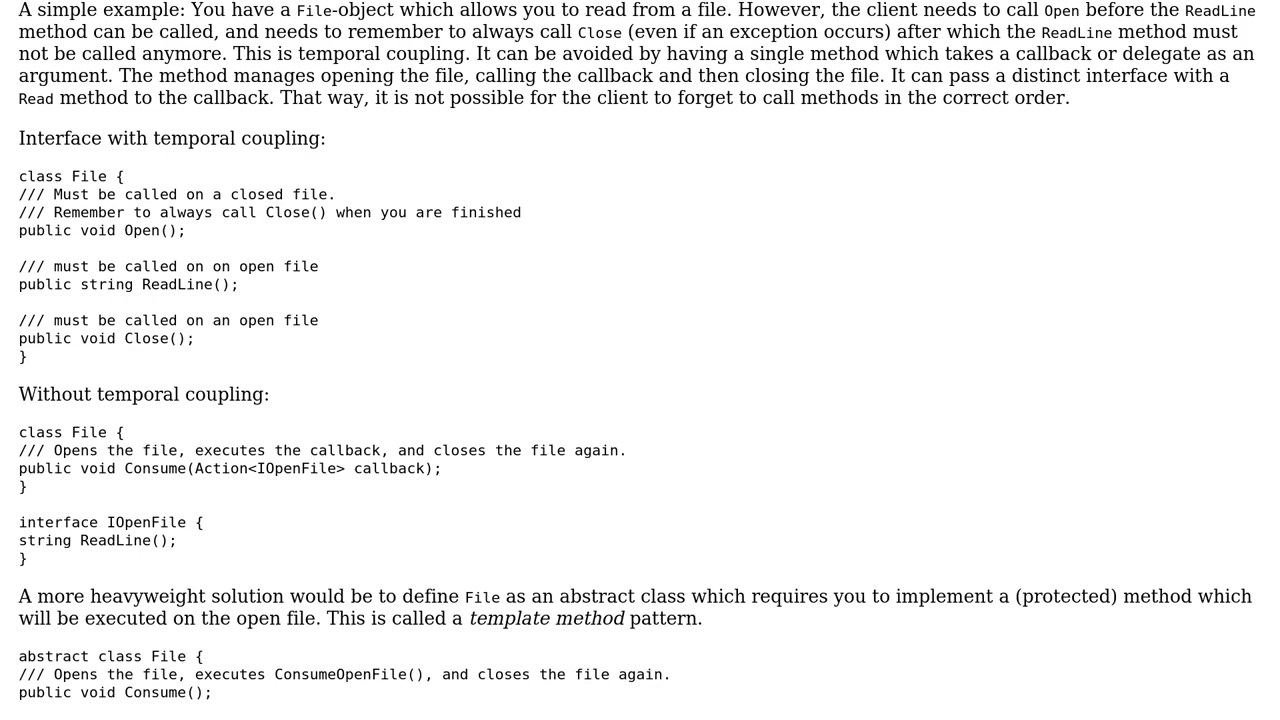 A simple example: You have a File-object which allows you to read from a file. However, the client needs to call Open before the ReadLine
method can be called, and needs to remember to always call Close (even if an exception occurs) after which the ReadLine method must
not be called anymore. This is temporal coupling. It can be avoided by having a single method which takes a callback or delegate as an
argument. The method manages opening the file, calling the callback and then closing the file. It can pass a distinct interface with a
Read method to the callback. That way, it is not possible for the client to forget to call methods in the correct order.
Interface with temporal coupling:
class File {
/// Must be called on a closed file.
/// Remember to always call Close() when you are finished
public void Open();
/// must be called on on open file
public string ReadLine();
/// must be called on an open file
public void Close();
}
Without temporal coupling:
class File {
/// Opens the file, executes the callback, and closes the file again.
public void Consume(Action<IOpenFile> callback);
}
interface IOpenFile {
string ReadLine();
}
A more heavyweight solution would be to define File as an abstract class which requires you to implement a (protected) method which
will be executed on the open file. This is called a template method pattern.
abstract class File {
/// Opens the file, executes ConsumeOpenFile(), and closes the file again.
public void Consume();